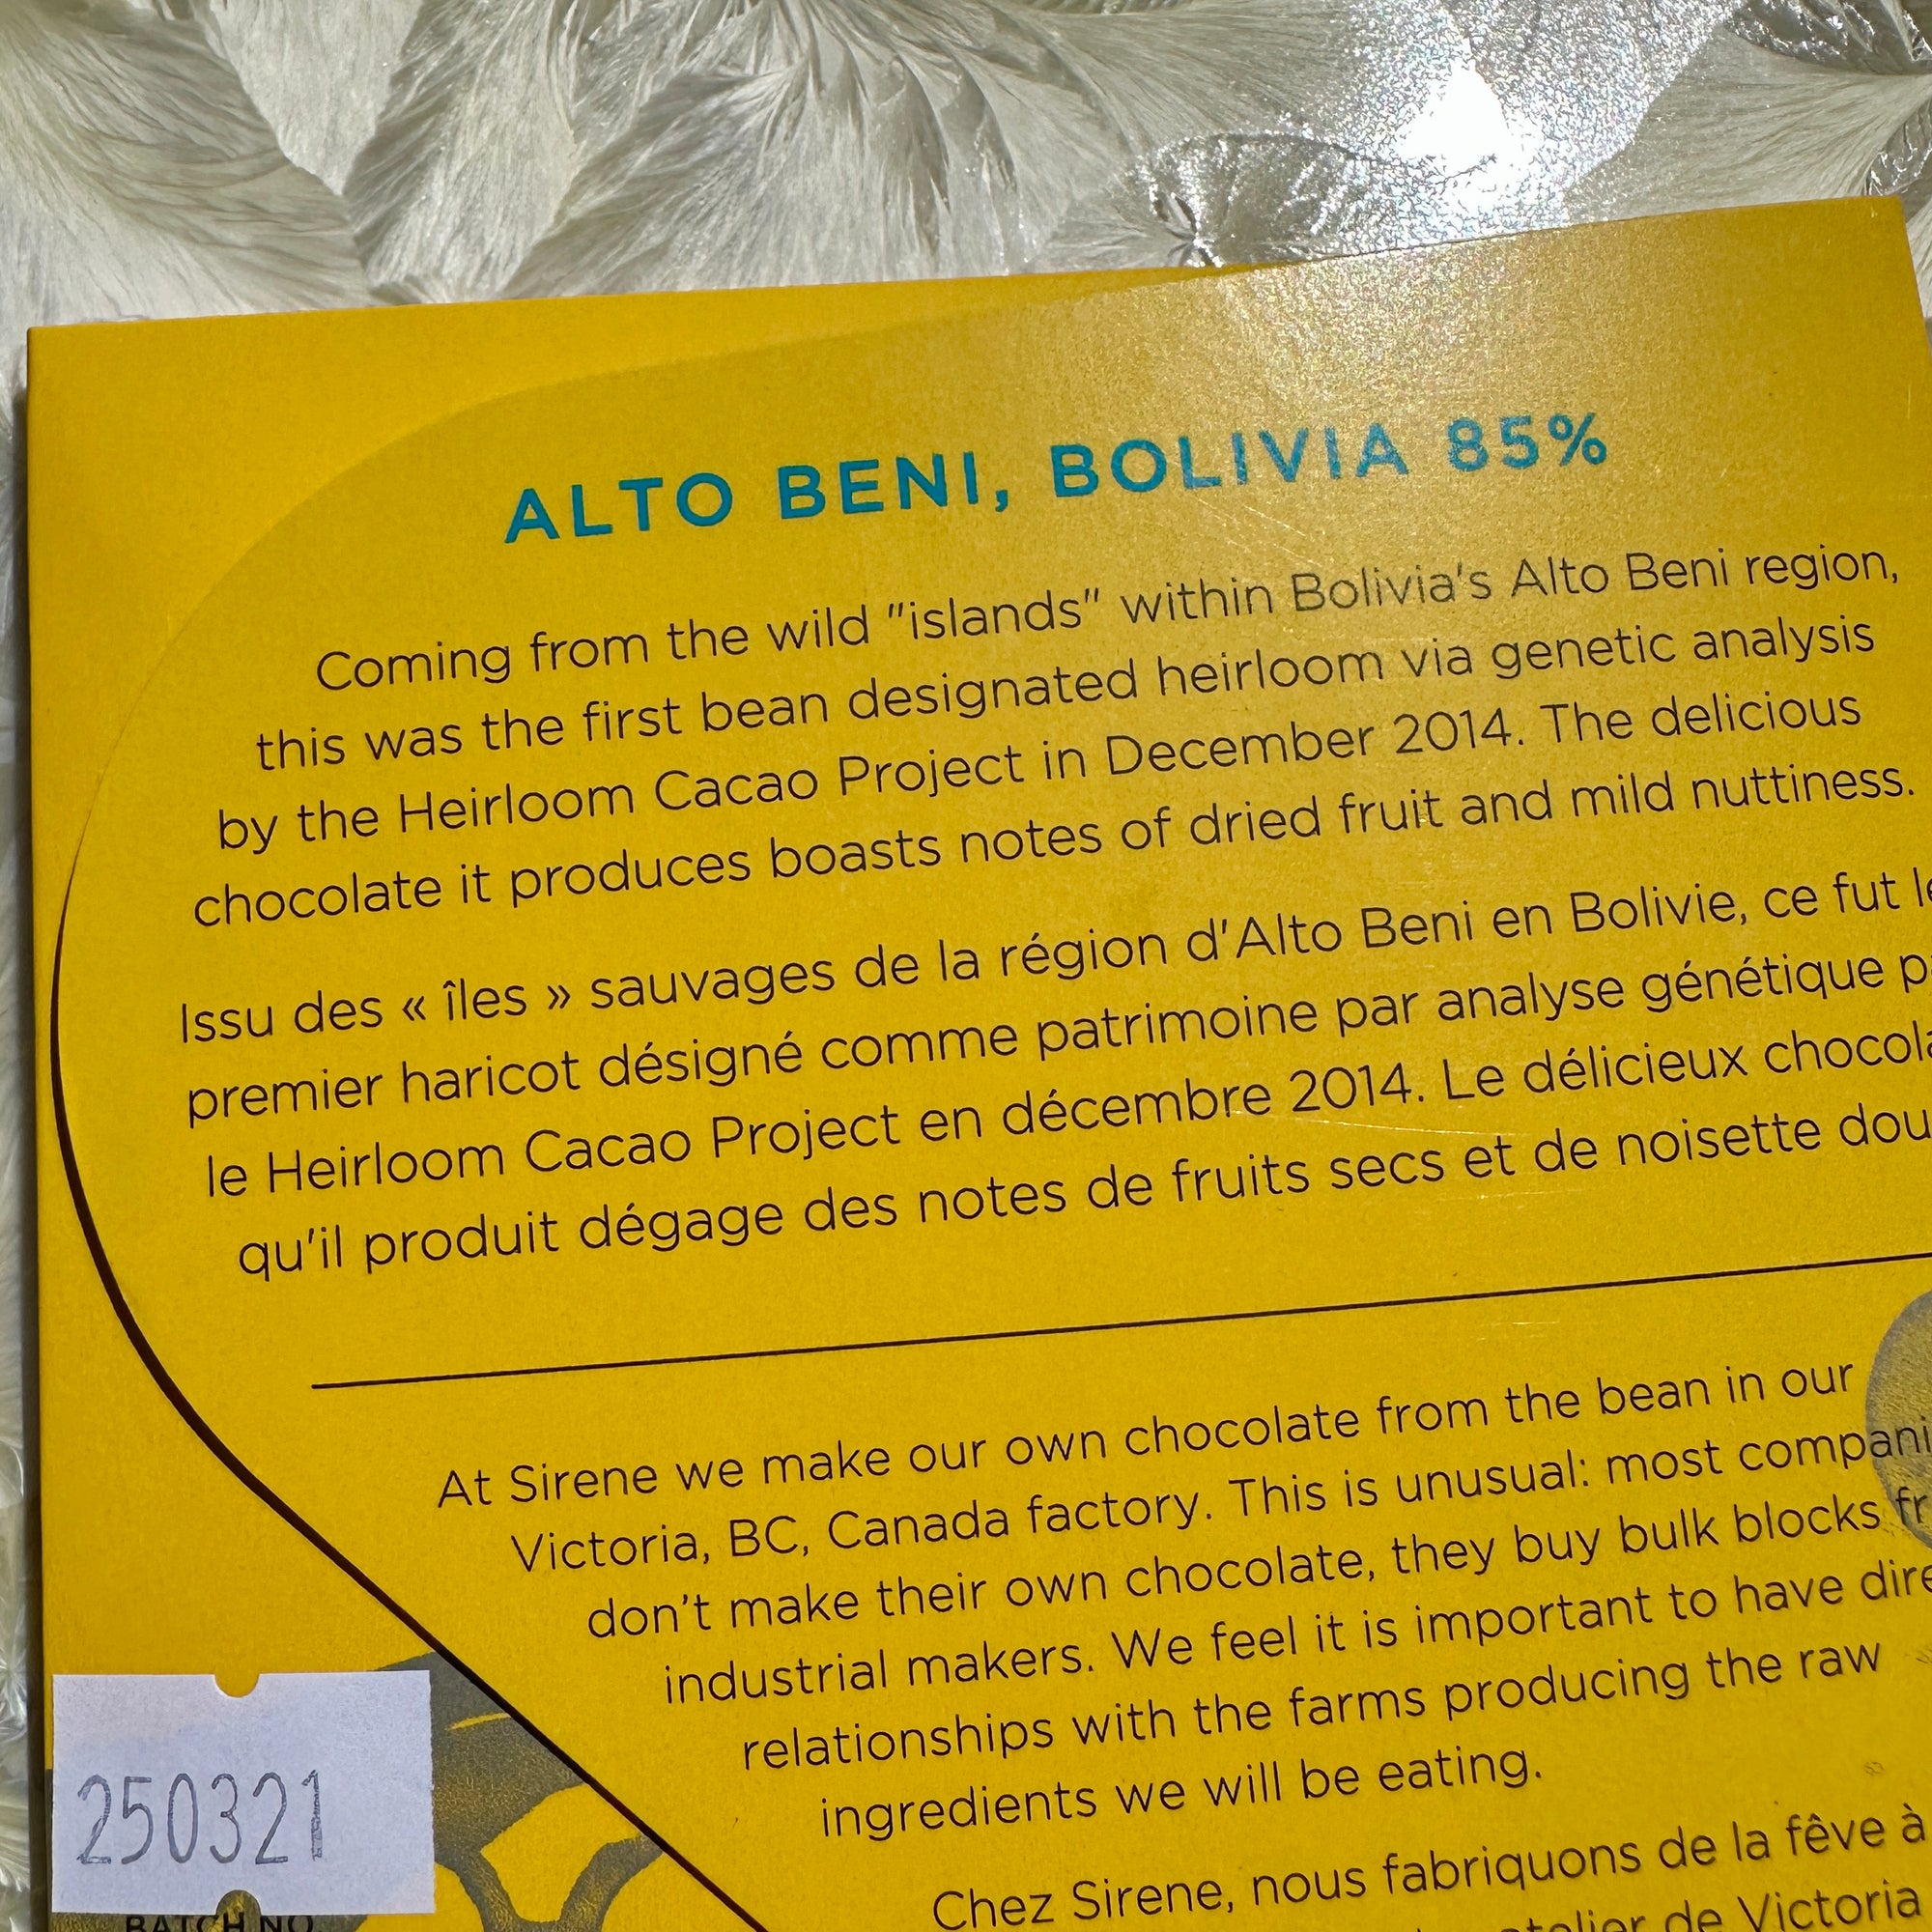 ALTO BENI, BOLIVIA 85%
Coming from the wild "islands" within Bolivia's Alto Beni region,
this was the first bean designated heirloom via genetic analysis
by the Heirloom Cacao Project in December 2014. The delicious
chocolate it produces boasts notes of dried fruit and mild nuttiness.
Issu des « îles » sauvages de la région d'Alto Beni en Bolivie, ce fut
premier haricot désigné comme patrimoine par analyse génétique
le Heirloom Cacao Project en décembre 2014. Le délicieux
qu'il produit dégage des notes de fruits secs et de noisette
At Sirene we make our own chocolate from the bean in our
Victoria, BC, Canada factory. This is unusual: most
don't make their own chocolate, they buy bulk blocks
industrial makers. We feel it is important to have
relationships with the farms producing the raw
ingredients we will be eating.
Chez Sirene, nous fabriquons de la fêve à
de Victoria
250321
BATCH NO